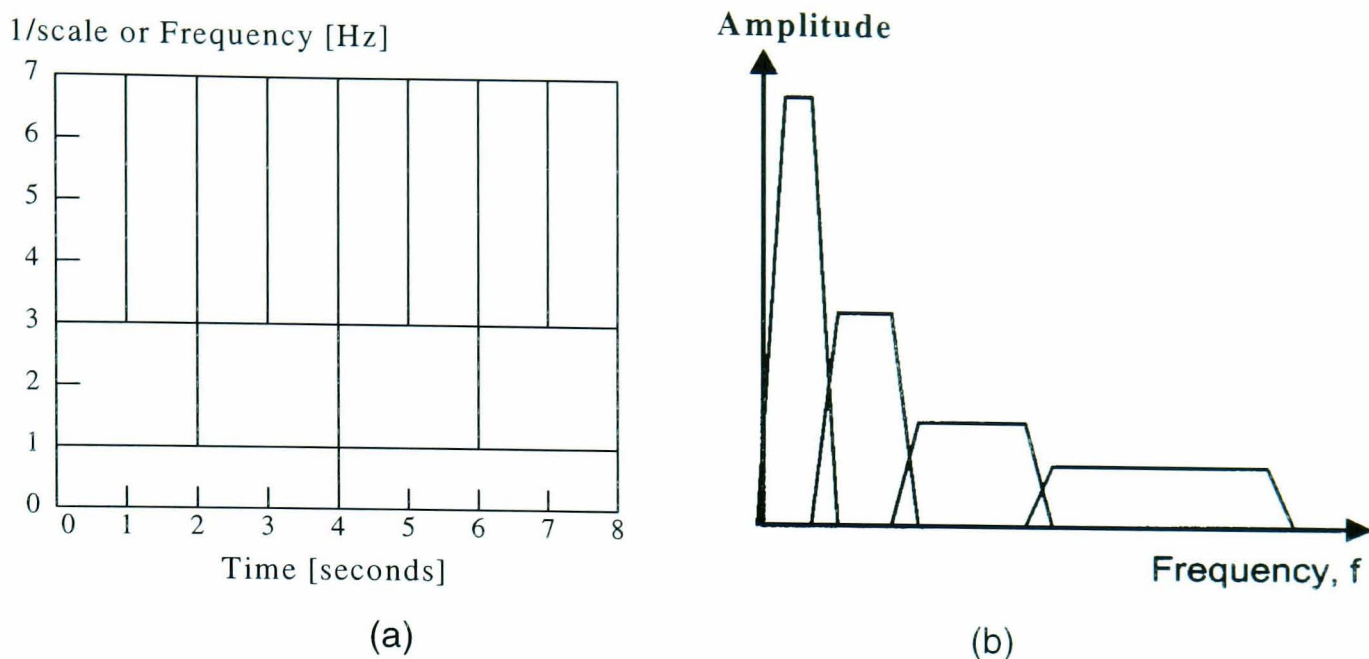 1/scale or Frequency [Hz]
7
6
5
4
3
2
1
0
0 1 2 3 4 5 6 7 8
Time [seconds]
(a)
Amplitude
Frequency, f
(b)